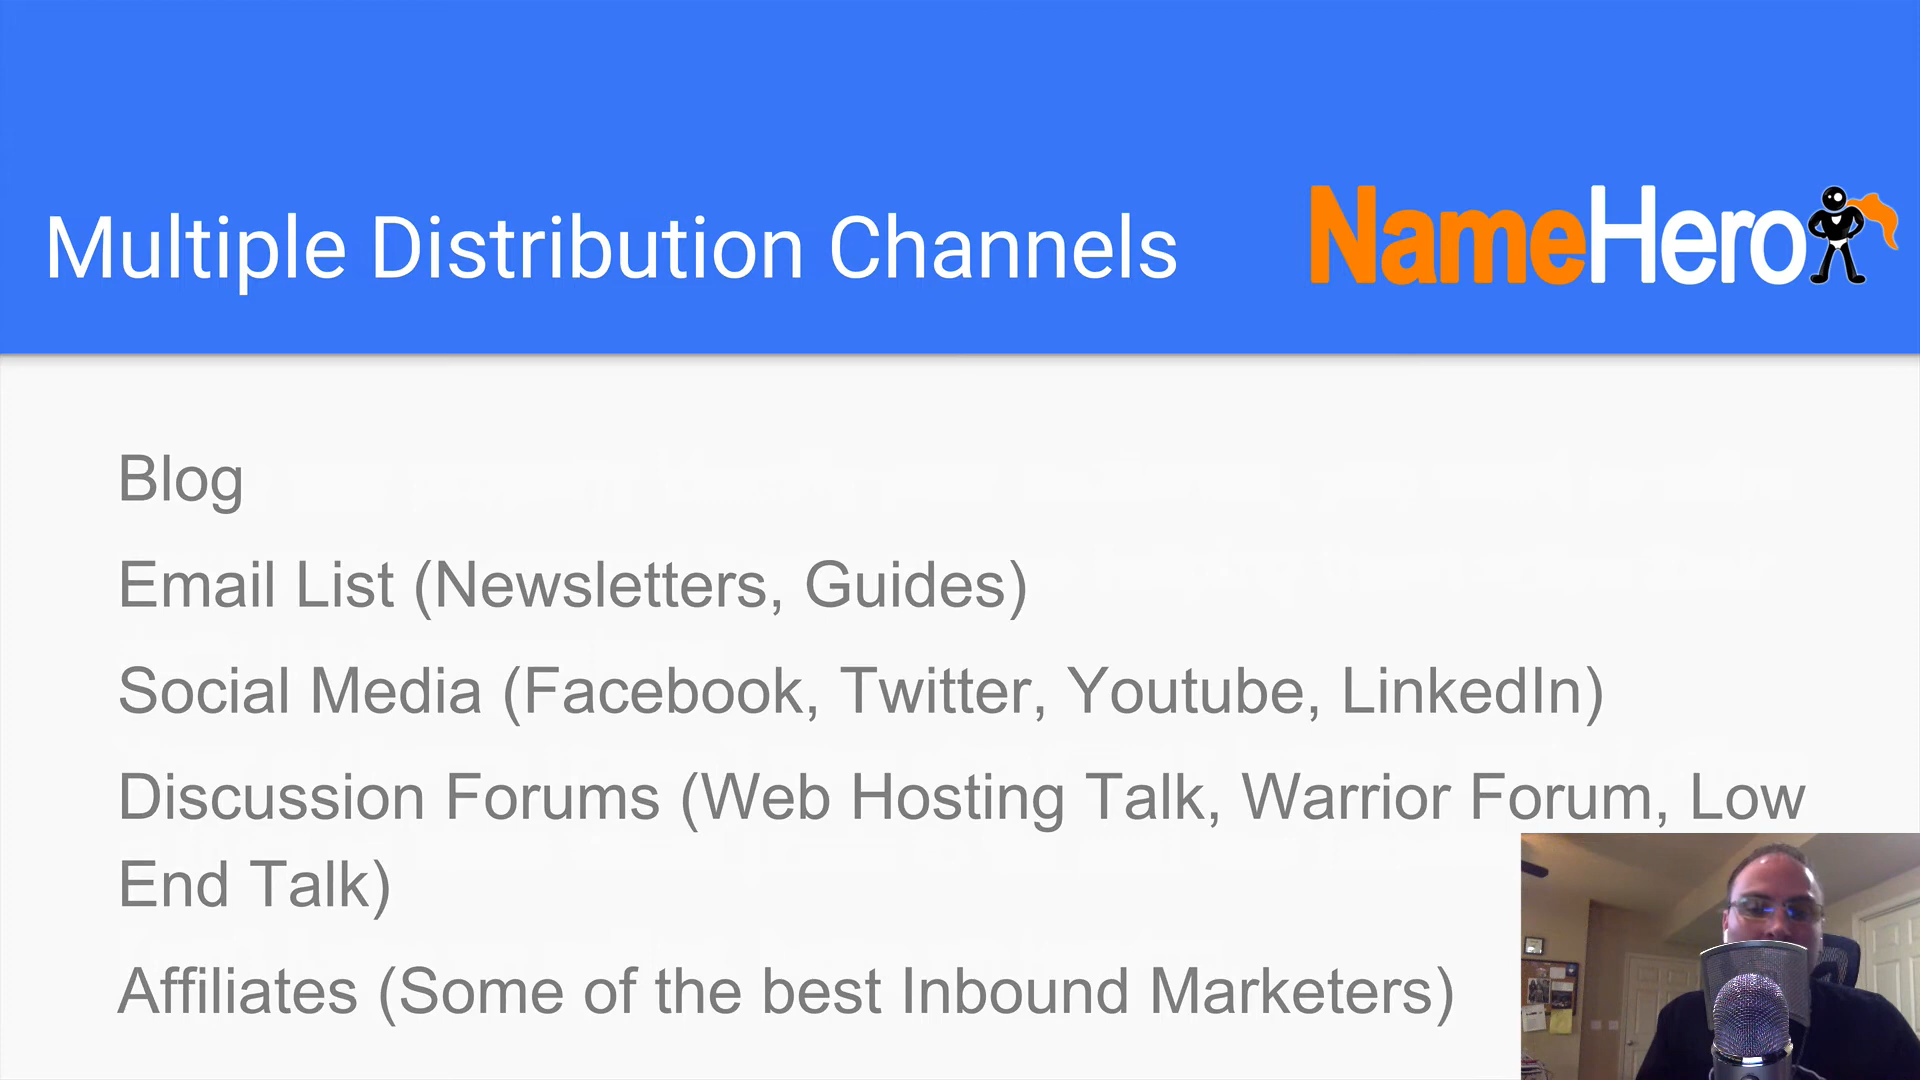 Multiple Distribution Channels
NameHero
Blog
Email List (Newsletters, Guides)
Social Media (Facebook, Twitter, Youtube, LinkedIn)
Discussion Forums (Web Hosting Talk, Warrior Forum, Low
End Talk)
Affiliates (Some of the best Inbound Marketers)